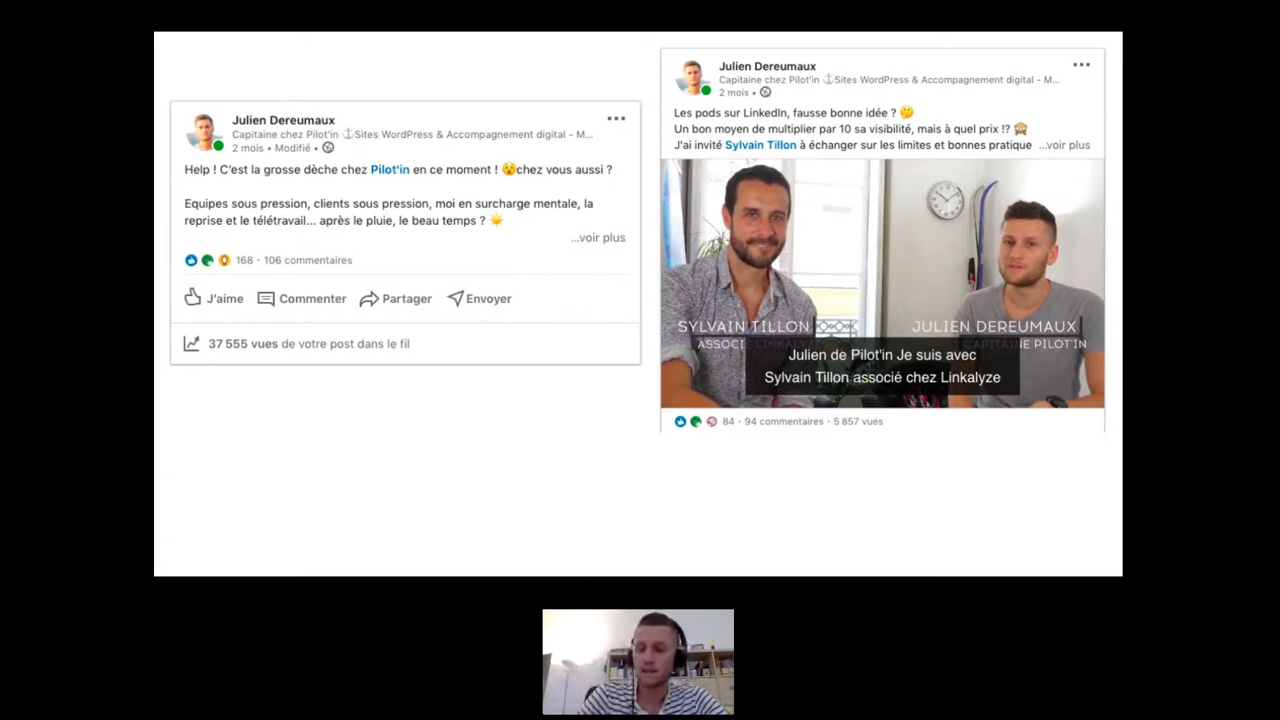 Julien Dereumaux
Capitaine chez Pilot'in ⚓Sites WordPress & Accompagnement digital - M...
2 mois • Modifié •
Help ! C'est la grosse dèche chez Pilot'in en ce moment ! 😵chez vous aussi ?
Equipes sous pression, clients sous pression, moi en surcharge mentale, la
reprise et le télétravail... après le pluie, le beau temps ? ☀️
...voir plus
168 · 106 commentaires
J'aime
Commenter
Partager
Envoyer
37 555 vues de votre post dans le fil
Julien Dereumaux
Capitaine chez Pilot'in ⚓Sites WordPress & Accompagnement digital - M...
2 mois •
Les pods sur LinkedIn, fausse bonne idée ? 🤔
Un bon moyen de multiplier par 10 sa visibilité, mais à quel prix !? 🙈
J'ai invité Sylvain Tillon à échanger sur les limites et bonnes pratique ...voir plus
SYLVAIN TILLON
ASSOCIÉ LINKALYZE
JULIEN DEREUMAUX
CAPITAINE PILOT'IN
Julien de Pilot'in Je suis avec
Sylvain Tillon associé chez Linkalyze
84 · 94 commentaires · 5 857 vues